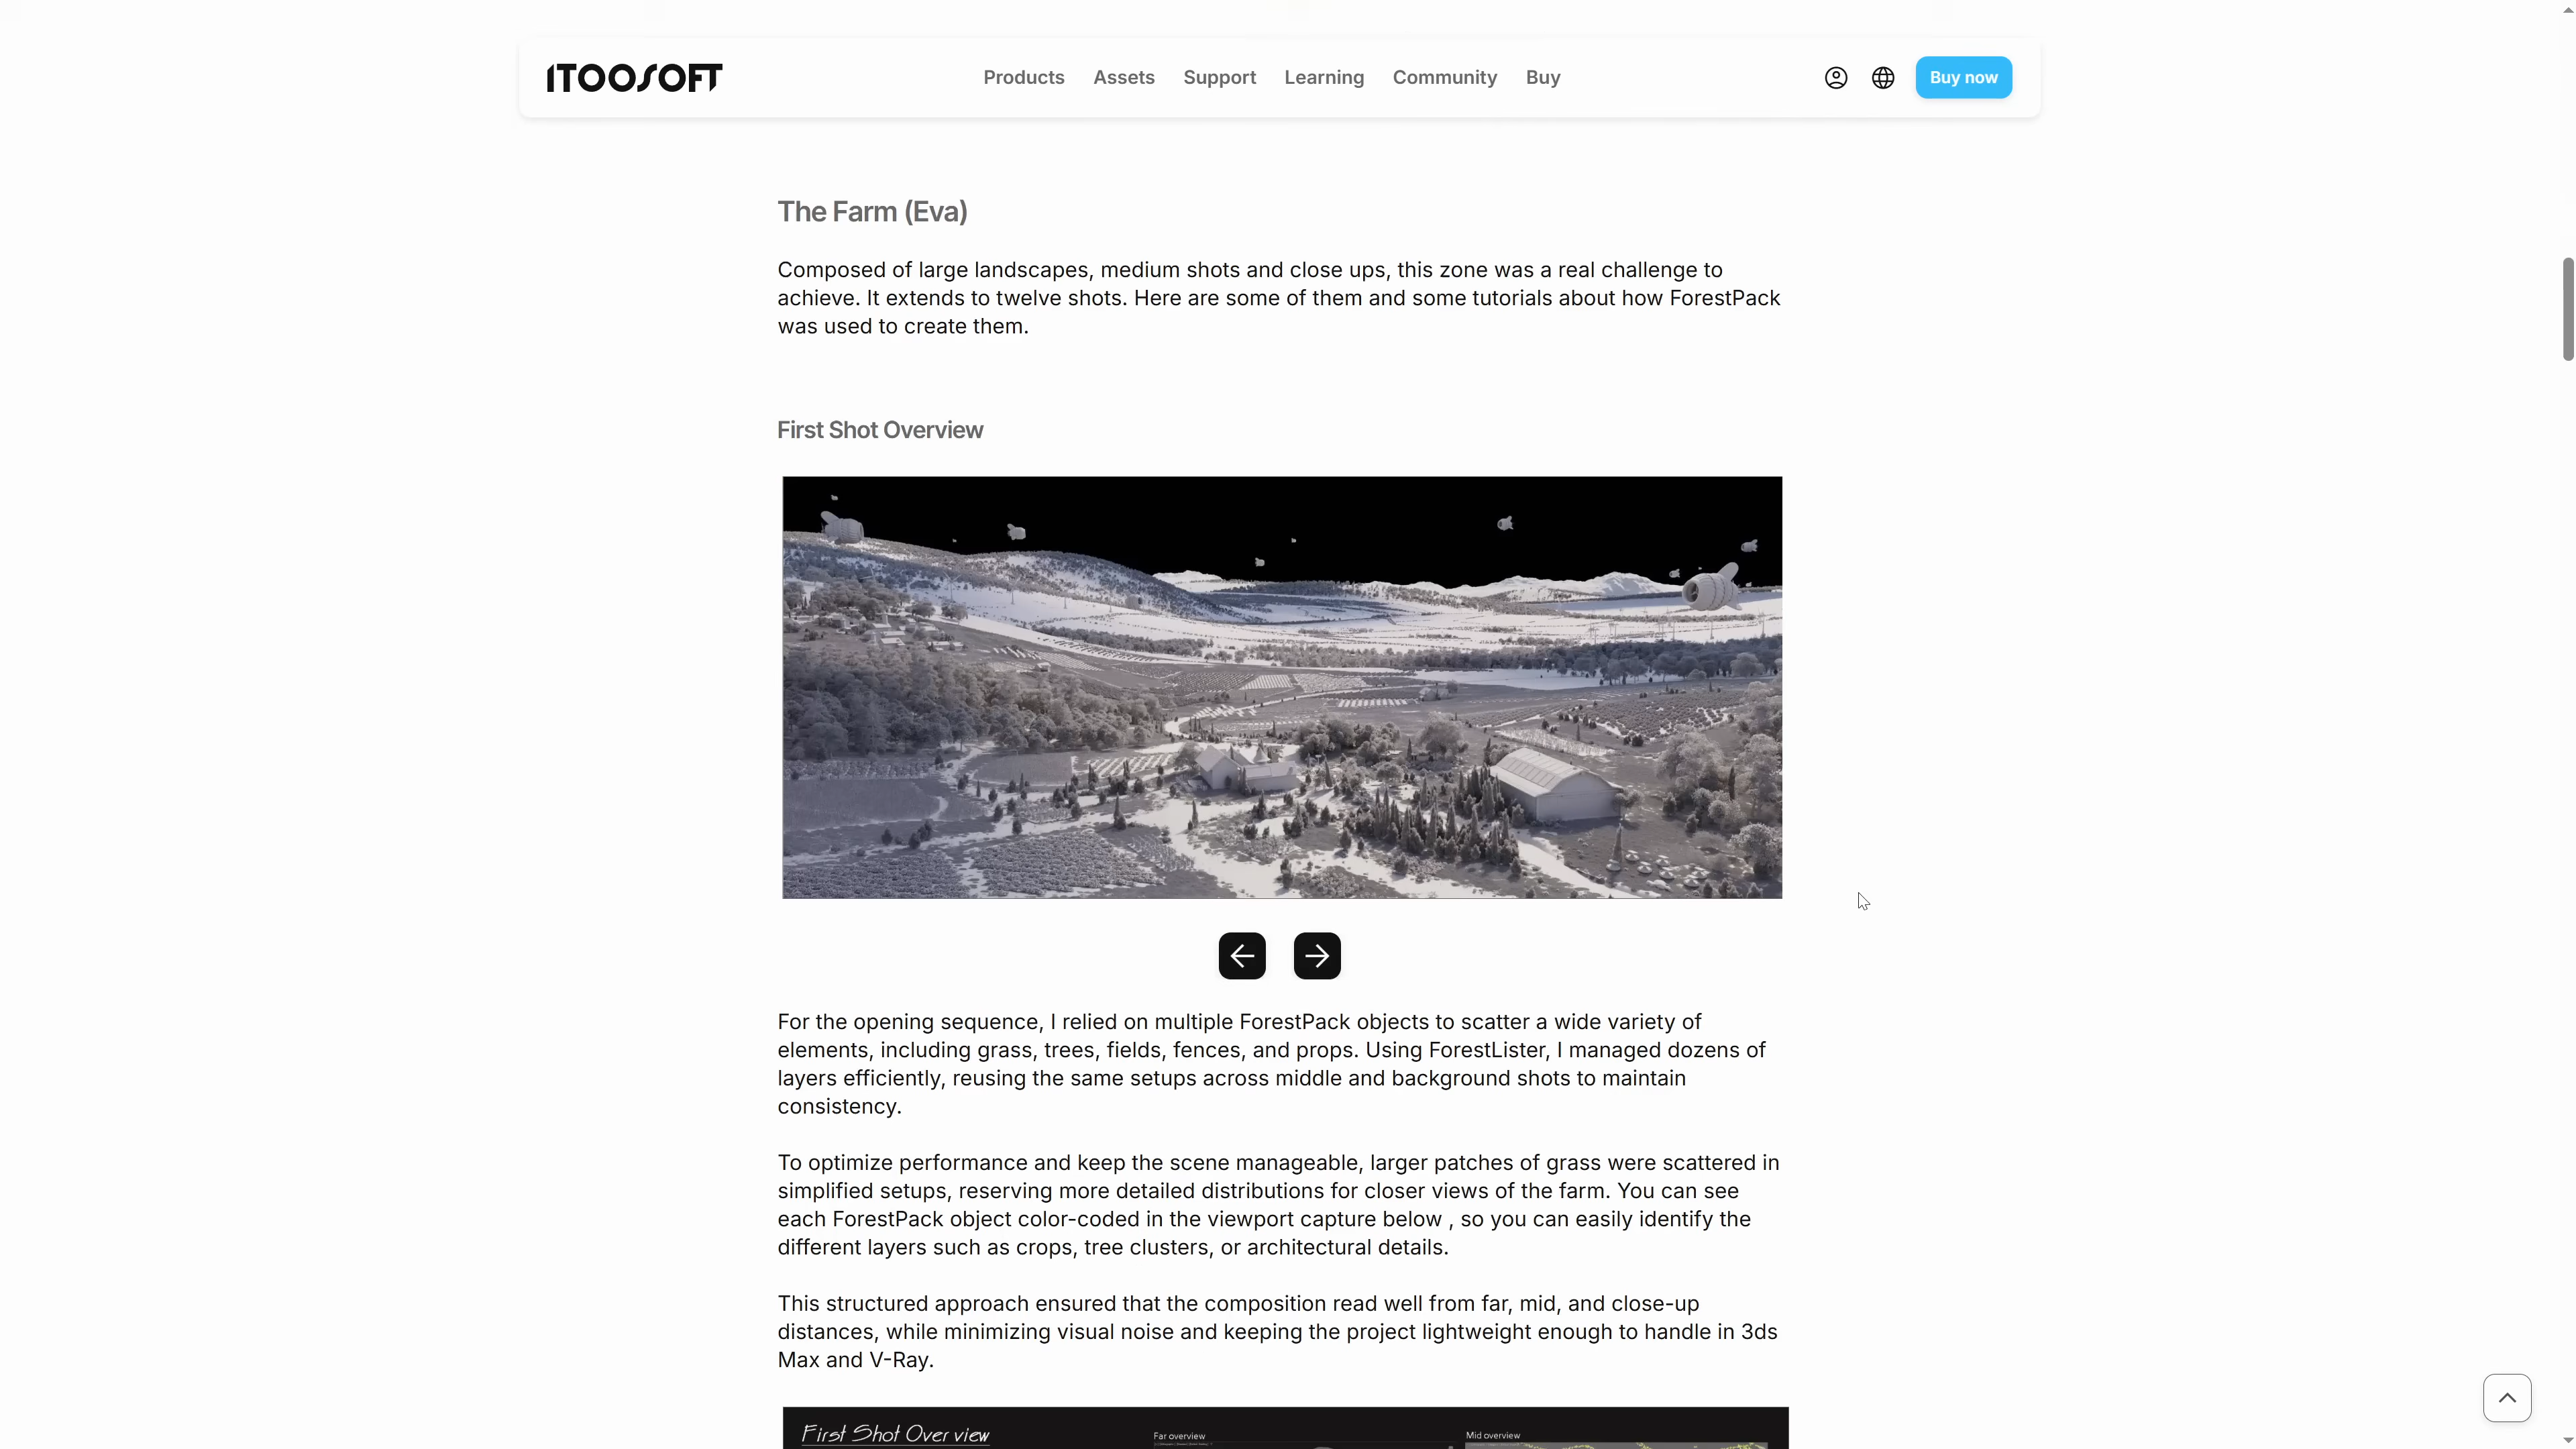 ITOOSOFT
Products
Assets
Support
Learning
Community
Buy
Buy now
The Farm (Eva)
Composed of large landscapes, medium shots and close ups, this zone was a real challenge to
achieve. It extends to twelve shots. Here are some of them and some tutorials about how ForestPack
was used to create them.
First Shot Overview
For the opening sequence, I relied on multiple ForestPack objects to scatter a wide variety of
elements, including grass, trees, fields, fences, and props. Using ForestLister, I managed dozens of
layers efficiently, reusing the same setups across middle and background shots to maintain
consistency.
To optimize performance and keep the scene manageable, larger patches of grass were scattered in
simplified setups, reserving more detailed distributions for closer views of the farm. You can see
each ForestPack object color-coded in the viewport capture below , so you can easily identify the
different layers such as crops, tree clusters, or architectural details.
This structured approach ensured that the composition read well from far, mid, and close-up
distances, while minimizing visual noise and keeping the project lightweight enough to handle in 3ds
Max and V-Ray.
First Shot Over view
Far overview
Mid overview